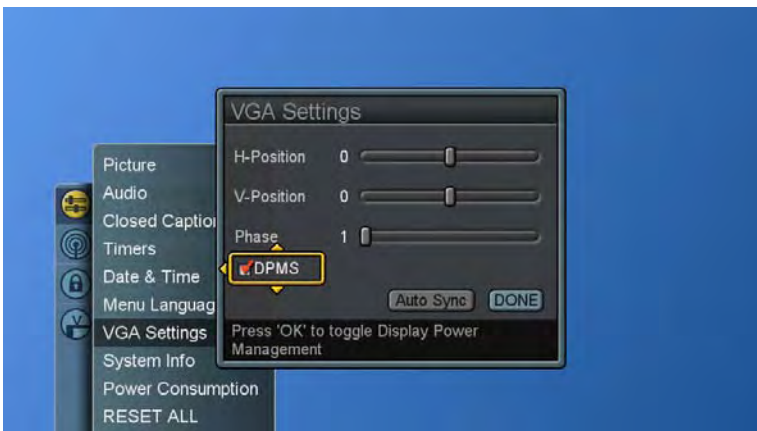 VGA Settings
H-Position 0
V-Position 0
Phase 1
DPMS
Auto Sync DONE
Press 'OK' to toggle Display Power
Management
Picture
Audio
Closed Captio
Timers
Date & Time
Menu Languag
VGA Settings
System Info
Power Consumption
RESET ALL